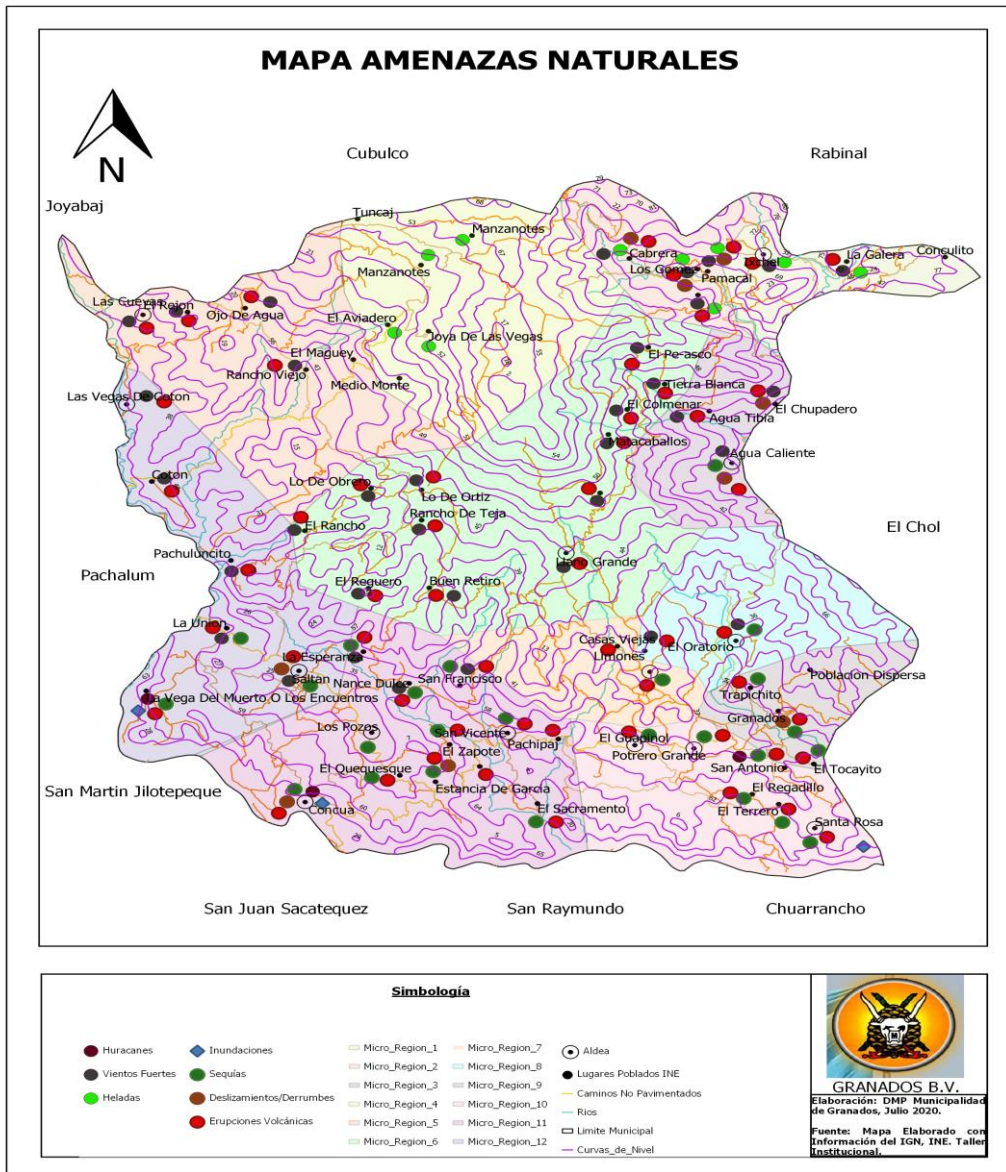 MAPA AMENAZAS NATURALES
N
Cubulco
Rabinal
Joyabaj
Tuncaj
Manzanotes
Manzanotes
Cabrera
Ixchel
La Galera
Conculito
Pamacal
Las Cuevas
El Rejon
Ojo De Agua
El Aviadero
Joya De Las Vegas
El Maguey
Rancho Viejo
Medio Monte
El Pe-asco
Tierra Blanca
Las Vegas De Coton
El Colmenar
Agua Tibia
El Chupadero
Matacaballos
Agua Caliente
Coton
Lo De Obrero
Lo De Ortiz
Rancho De Teja
El Rancho
El Chol
Pachuluncito
Llano Grande
Pachalum
El Reguero
Buen Retiro
La Union
Casas Viejas
Limones
El Oratorio
La Esperanza
Saltan
San Francisco
Nance Dulce
Poblacion Dispersa
Trapichito
La Vega Del Muerto O Los Encuentros
Granados
Los Pozos
San Vicente
Pachipaj
El Guapinol
Potrero Grande
El Zapote
San Antonio
El Tocayito
El Quequesque
Estancia De Garcia
San Martin Jilotepeque
Concua
El Sacramento
El Regadillo
El Terrero
Santa Rosa
San Juan Sacatequez
San Raymundo
Chuarrancho
Simbología
Huracanes
Vientos Fuertes
Heladas
Inundaciones
Sequías
Deslizamientos/Derrumbes
Erupciones Volcánicas
Micro_Region_1
Micro_Region_2
Micro_Region_3
Micro_Region_4
Micro_Region_5
Micro_Region_6
Micro_Region_7
Micro_Region_8
Micro_Region_9
Micro_Region_10
Micro_Region_11
Micro_Region_12
Aldea
Lugares Poblados INE
Caminos No Pavimentados
Rios
Limite Municipal
Curvas_de_Nivel
GRANADOS B.V.
Elaboración: DMP Municipalidad
de Granados, Julio 2020.
Fuente: Mapa Elaborado con
Información del IGN, INE. Taller
Institucional.